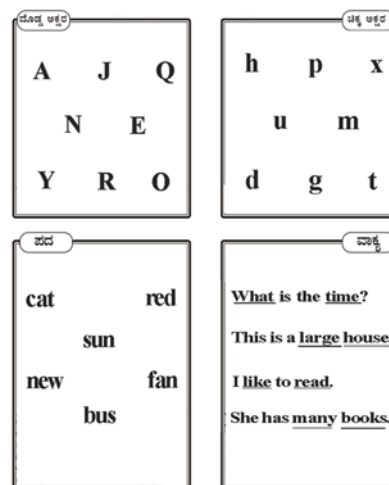 ದೊಡ್ಡ ಅಕ್ಷರ
A J Q
N E
Y R O
ಚಿಕ್ಕ ಅಕ್ಷರ
h p x
u m
d g t
ಪದ
cat red
sun
new fan
bus
ವಾಕ್ಯ
What is the time?
This is a large house.
I like to read.
She has many books.